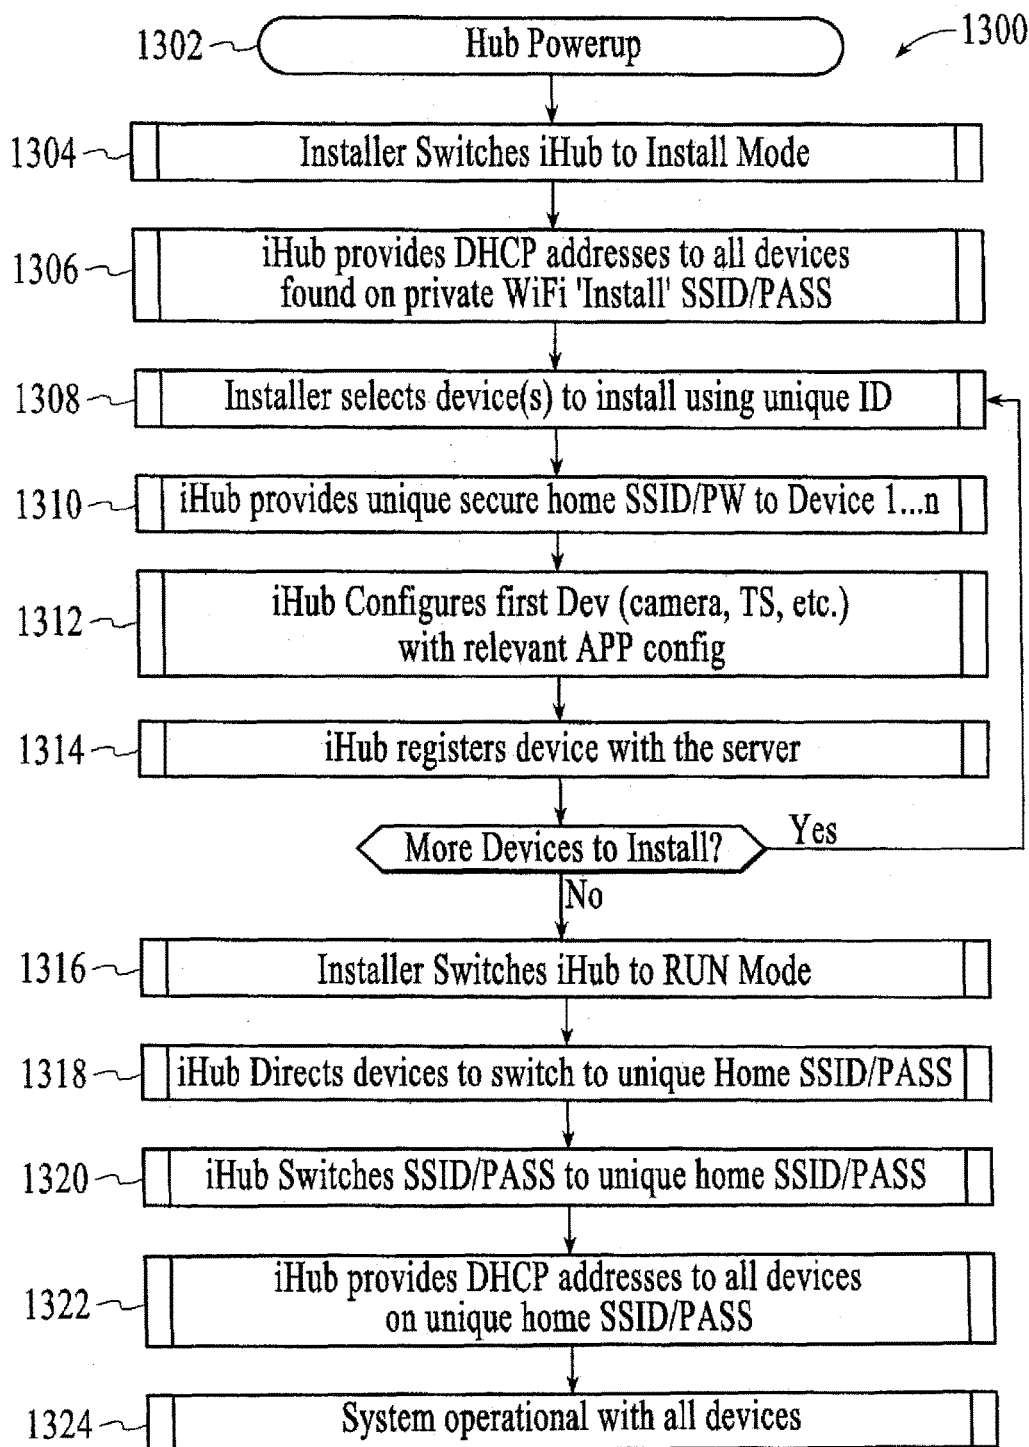 1300
1302
Hub Powerup
1304
Installer Switches iHub to Install Mode
1306
iHub provides DHCP addresses to all devices
found on private WiFi 'Install' SSID/PASS
1308
Installer selects device(s) to install using unique ID
1310
iHub provides unique secure home SSID/PW to Device 1...n
1312
iHub Configures first Dev (camera, TS, etc.)
with relevant APP config
1314
iHub registers device with the server
More Devices to Install?
Yes
No
1316
Installer Switches iHub to RUN Mode
1318
iHub Directs devices to switch to unique Home SSID/PASS
1320
iHub Switches SSID/PASS to unique home SSID/PASS
1322
iHub provides DHCP addresses to all devices
on unique home SSID/PASS
1324
System operational with all devices